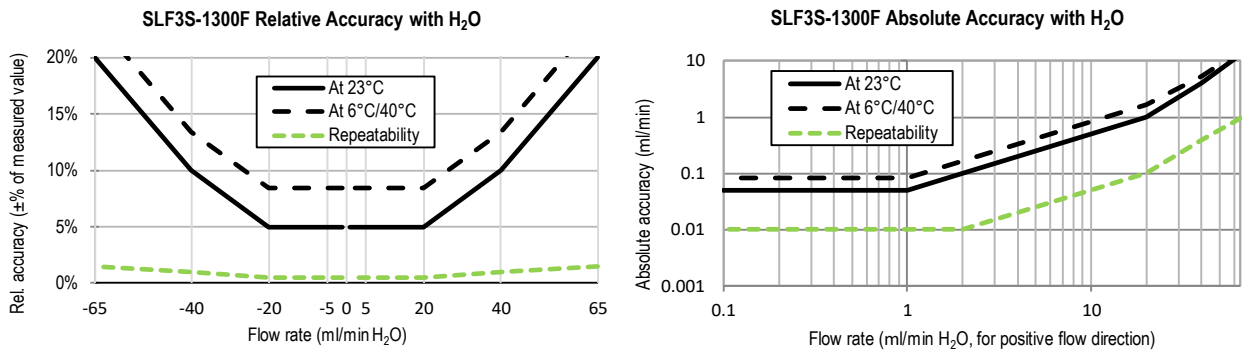 SLF3S-1300F Relative Accuracy with H₂O
Rel. accuracy (±% of measured value)
20%
15%
10%
5%
0%
At 23°C
At 6°C/40°C
Repeatability
-65 -40 -20 -5 0 5 20 40 65
Flow rate (ml/min H₂O)
SLF3S-1300F Absolute Accuracy with H₂O
Absolute accuracy (ml/min)
10
1
0.1
0.01
0.001
At 23°C
At 6°C/40°C
Repeatability
0.1 1 10
Flow rate (ml/min H₂O, for positive flow direction)